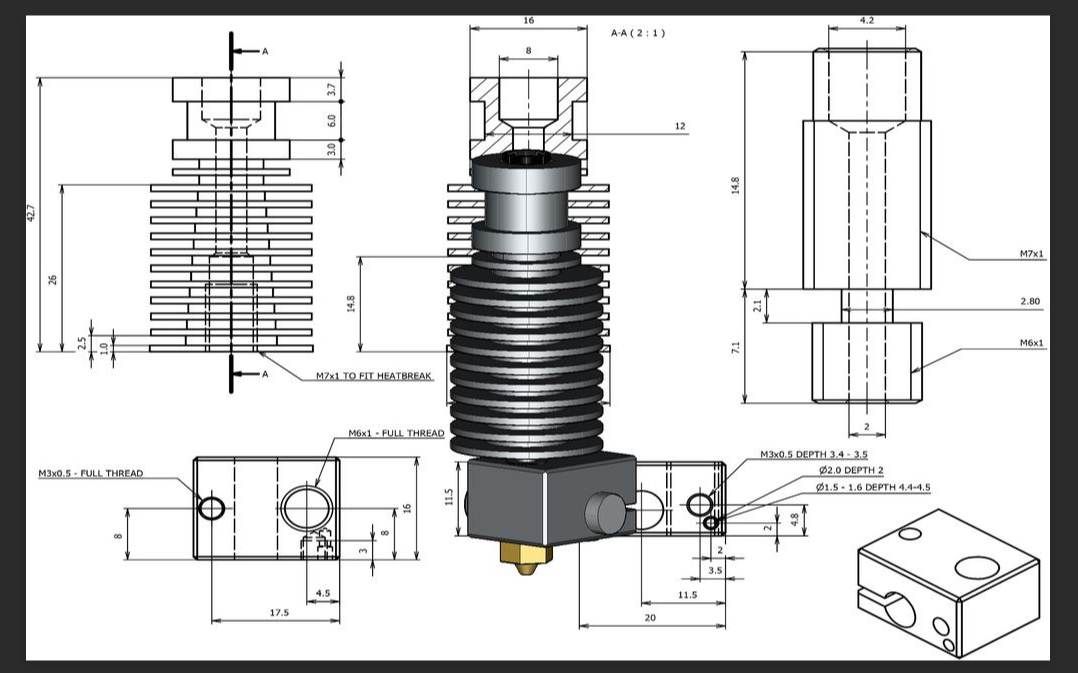 A
3.7
6.0
3.0
42.7
26
2.5
1.0
A
M7x1 TO FIT HEATBREAK
16
A-A ( 2 : 1 )
8
12
14.8
4.2
14.8
M7x1
2.1
2.80
7.1
M6x1
2
M6x1 - FULL THREAD
M3x0.5 - FULL THREAD
8
16
8
3
4.5
17.5
11.5
M3x0.5 DEPTH 3.4 - 3.5
Ø2.0 DEPTH 2
Ø1.5 - 1.6 DEPTH 4.4-4.5
4.8
2
2
3.5
11.5
20